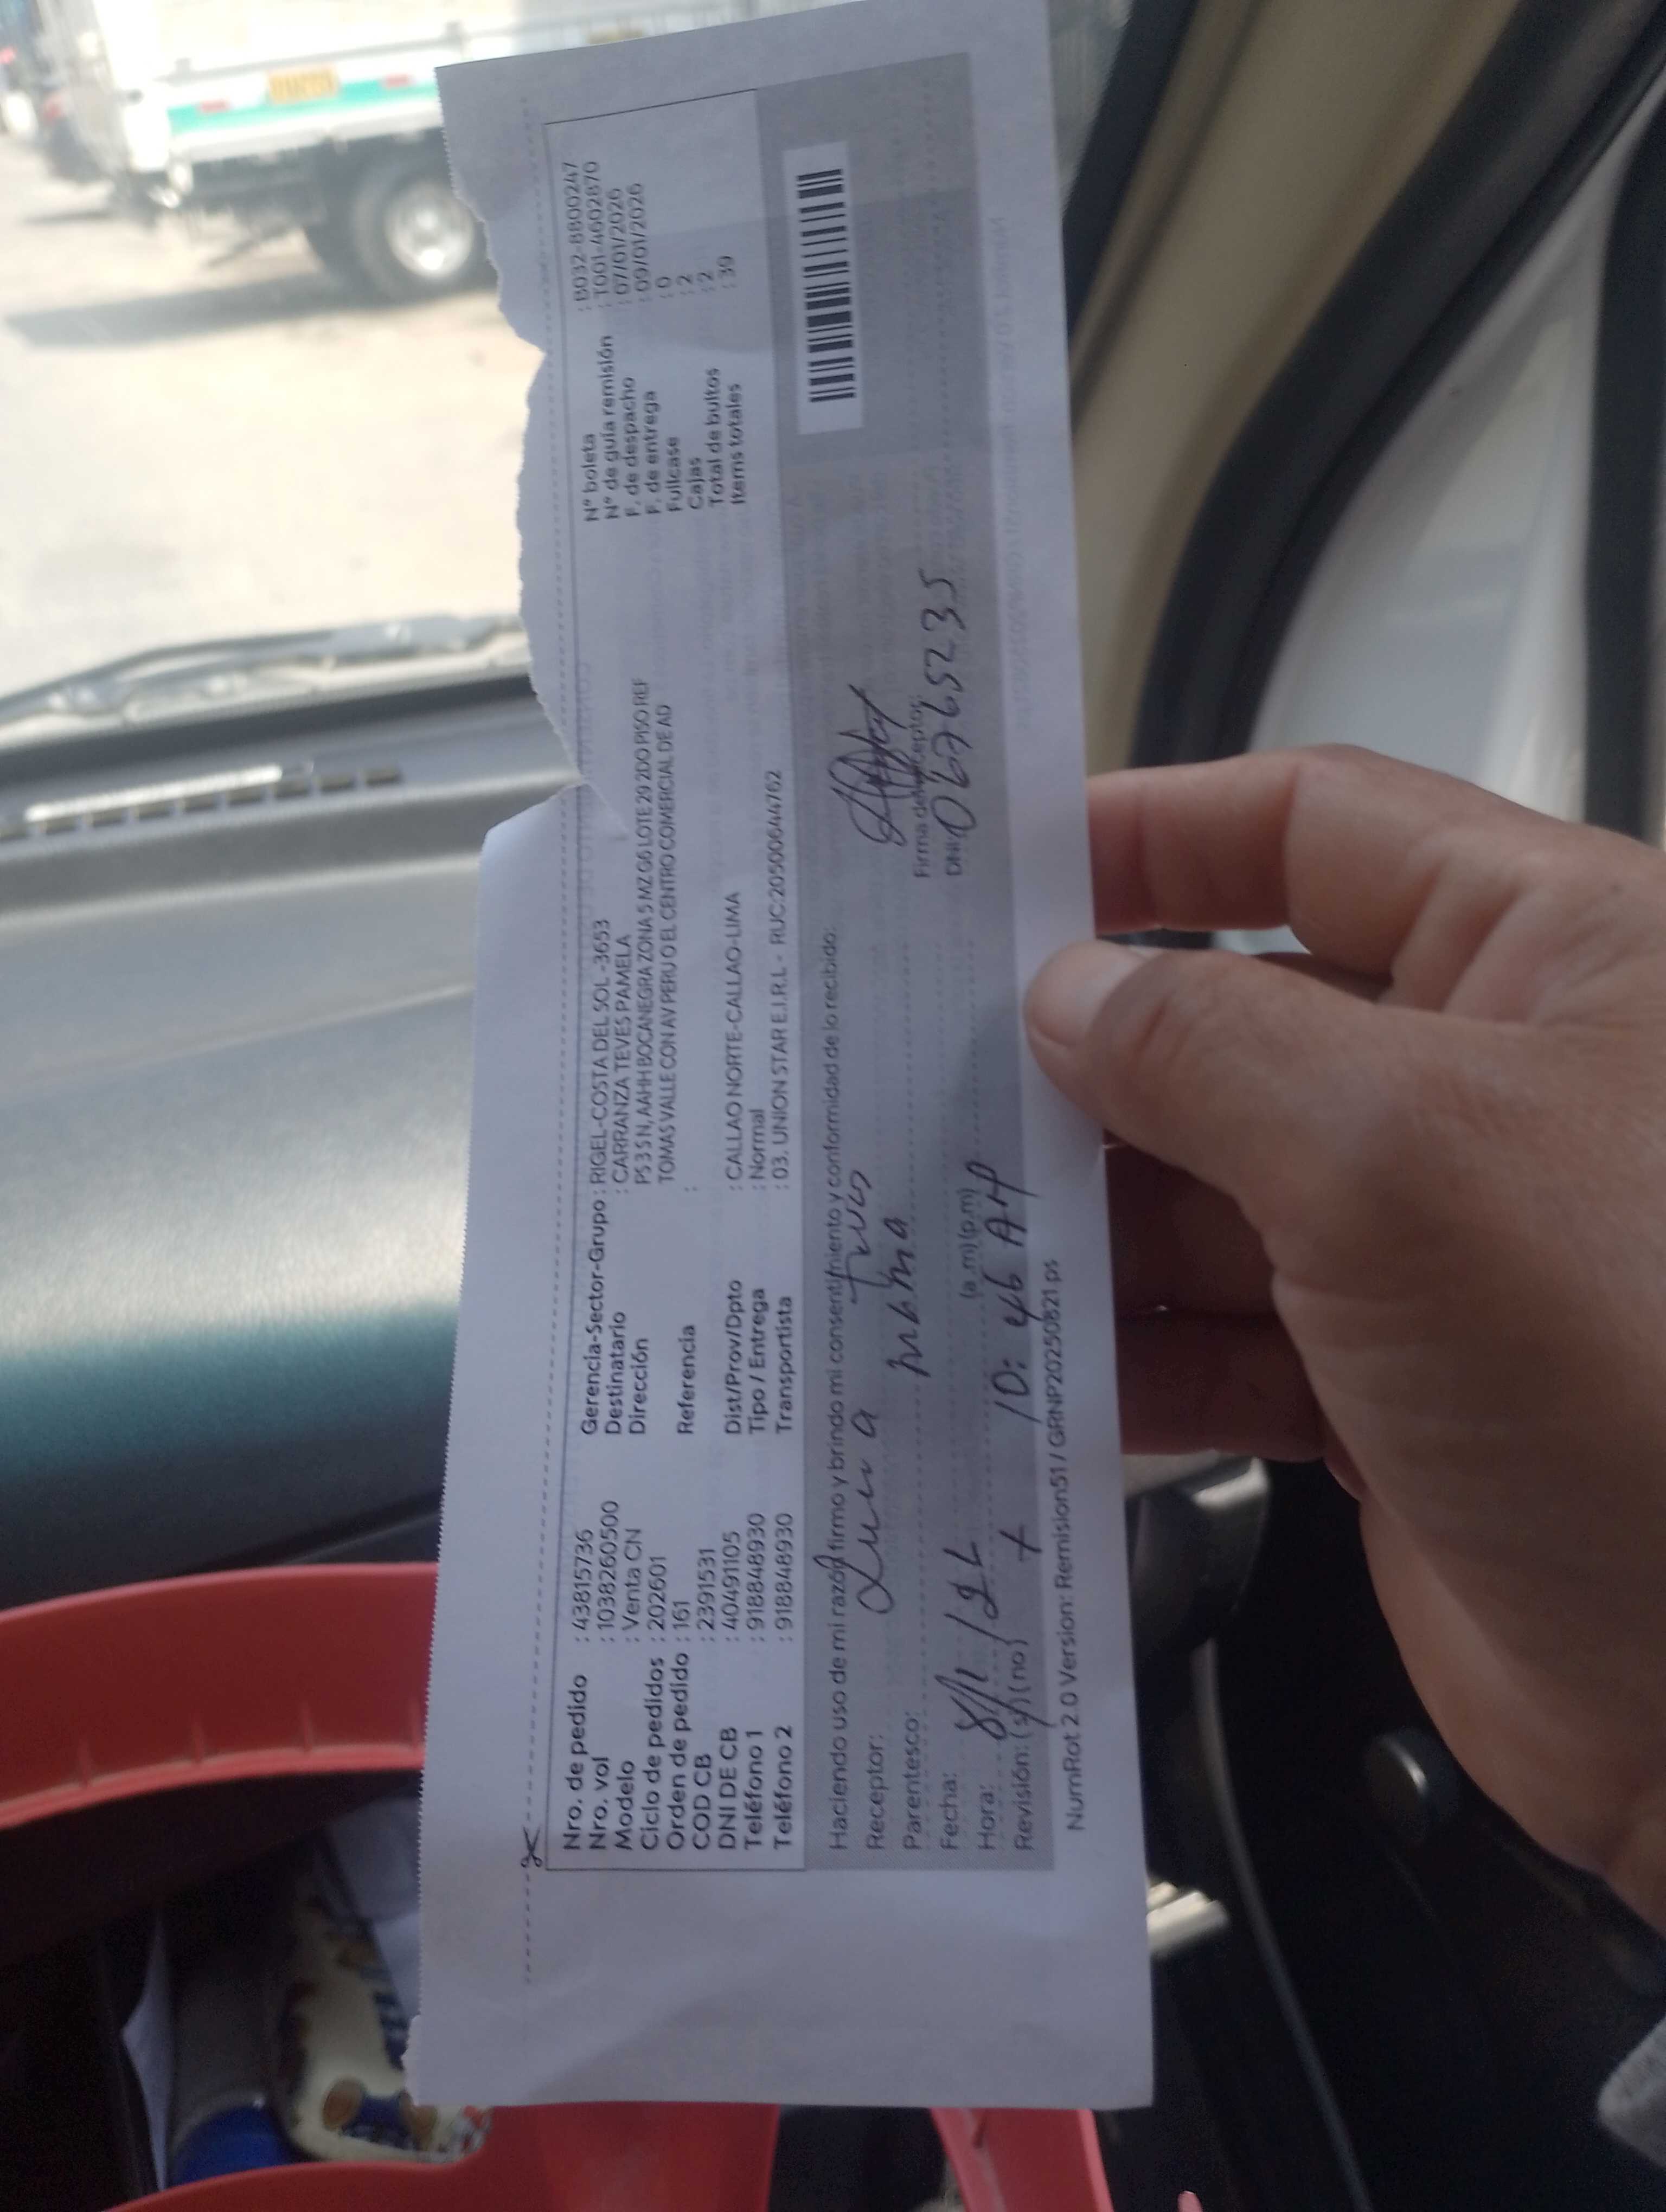 Nro. de pedido : 43815736
Nro. vol : 1038260500
Modelo : Venta CN
Ciclo de pedidos : 202601
Orden de pedido : 161
COD CB : 2391531
DNI DE CB : 40491105
Teléfono 1 : 918848930
Teléfono 2 : 918848930
Gerencia-Sector-Grupo : RIGEL-COSTA DEL SOL -3653
Destinatario : CARRANZA TEVES PAMELA
Dirección PS 3 S N, AAHH BOCANEGRA ZONA 5 MZ G6 LOTE 29 2DO PISO REF
TOMAS VALLE CON AV PERU O EL CENTRO COMERCIAL DE AD
Referencia :
Dist/Prov/Dpto : CALLAO NORTE-CALLAO-LIMA
Tipo / Entrega : Normal
Transportista : 03. UNION STAR E.I.R.L - RUC:20500644762
Nº boleta : B032-8800247
Nº de guía remisión : T001-4602870
F. de despacho : 07/01/2026
F. de entrega : 09/01/2026
Fullcase : 0
Cajas : 2
Total de bultos : 2
Items totales : 39
Haciendo uso de mi razón firmo y brindo mi consentimiento y conformidad de lo recibido:
Receptor:
Parentesco: mama
Fecha: 8/1
Hora: 10:46 AM (a.m)(p.m)
Revisión: (si)(no)
Firma del receptor
DNI 06765235
NumRot 2.0 Version: Remision51 / GRNP20250821 ps